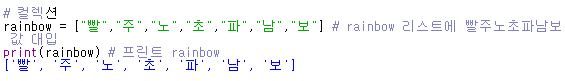 # 컬렉션
rainbow = ["빨","주","노","초","파","남","보"] # rainbow 리스트에 빨주노초파남보
값 대입
print(rainbow) # 프린트 rainbow
['빨', '주', '노', '초', '파', '남', '보']